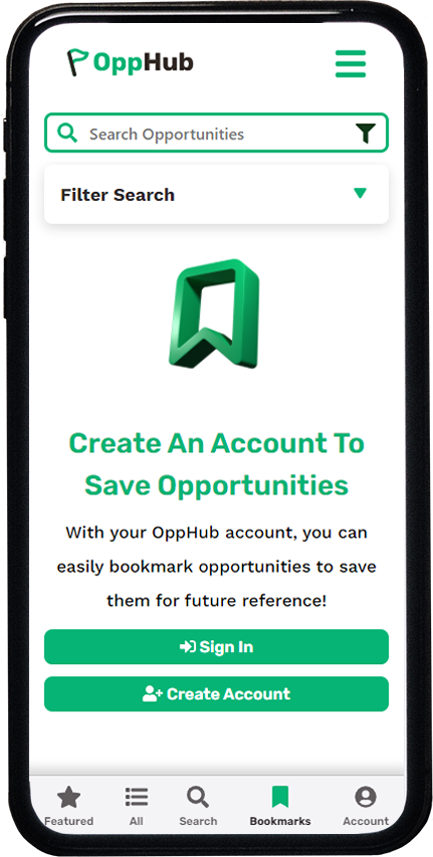 OppHub
Search Opportunities
Filter Search
Create An Account To
Save Opportunities
With your OppHub account, you can
easily bookmark opportunities to save
them for future reference!
Sign In
Create Account
Featured All Search Bookmarks Account